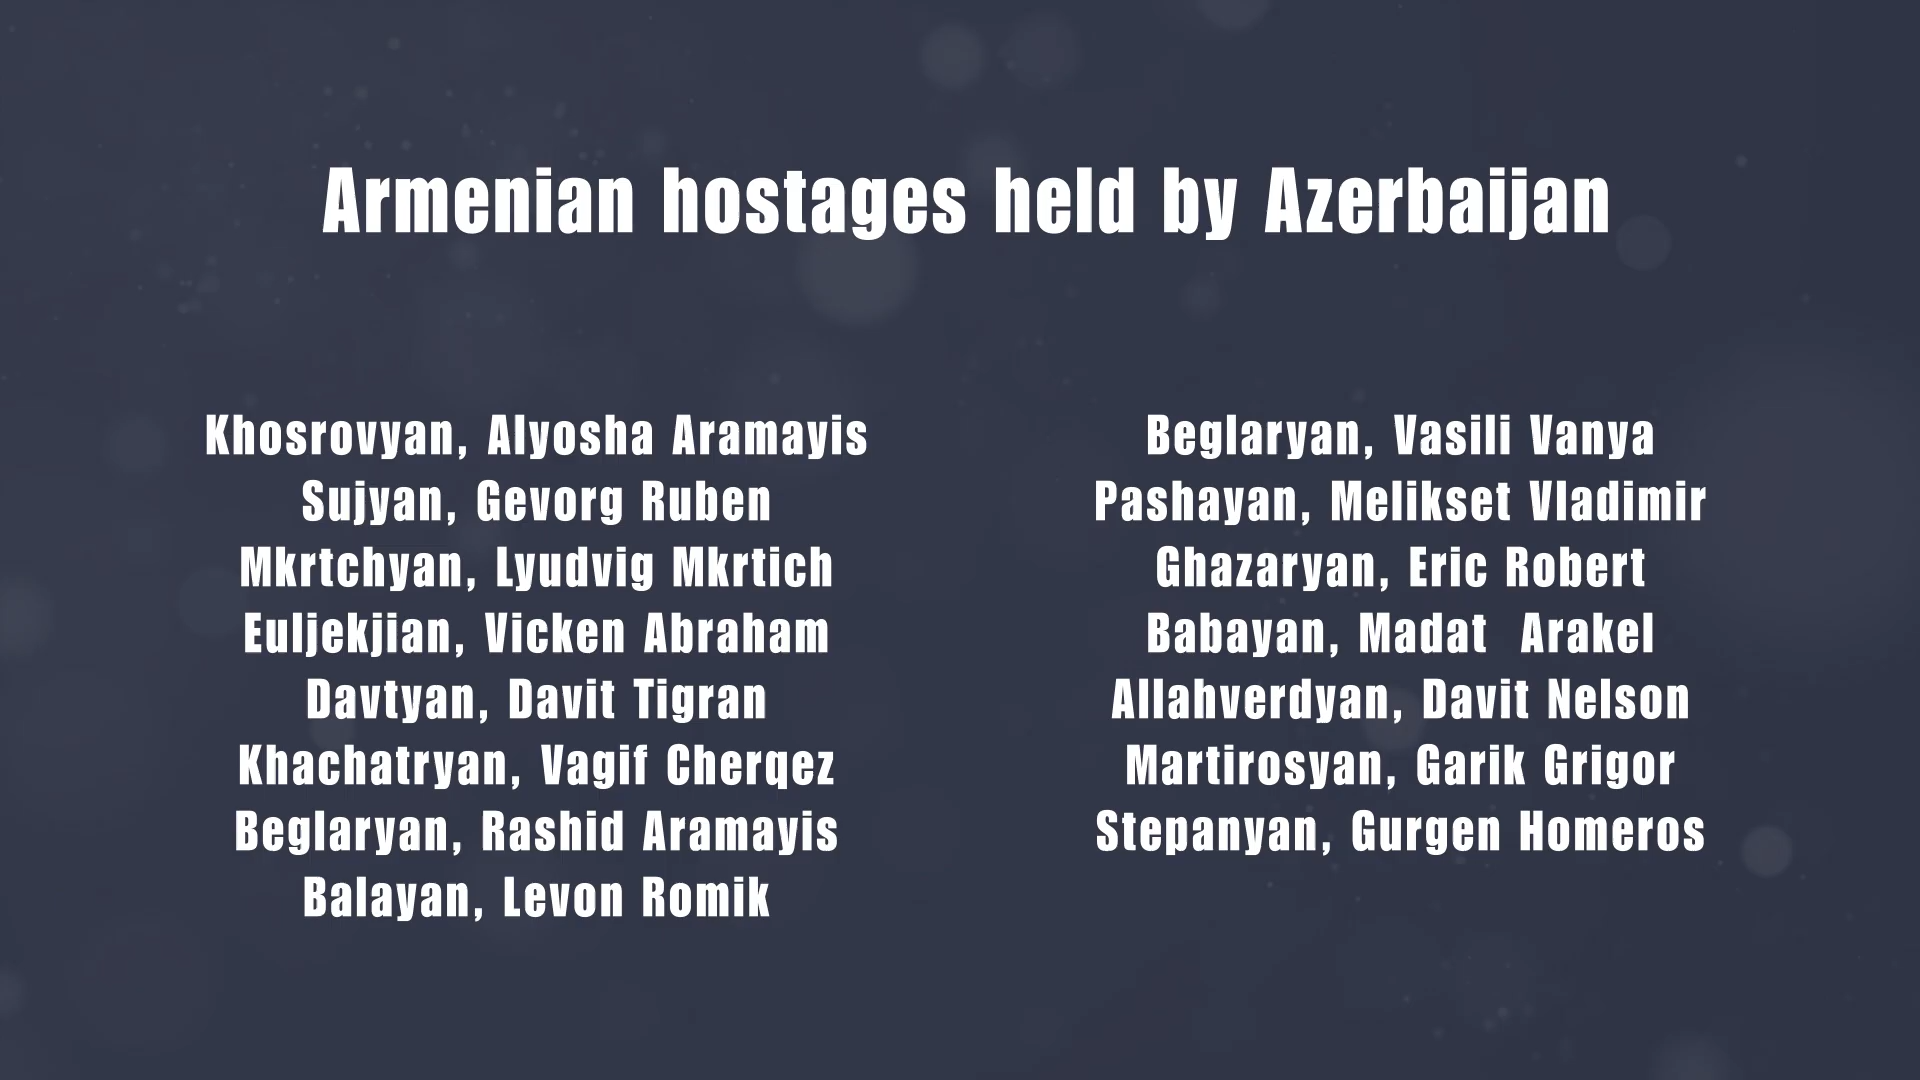 Armenian hostages held by Azerbaijan
Khosrovyan, Alyosha Aramayis
Sujyan, Gevorg Ruben
Mkrtchyan, Lyudvig Mkrtich
Euljekjian, Vicken Abraham
Davtyan, Davit Tigran
Khachatryan, Vagif Cherqez
Beglaryan, Rashid Aramayis
Balayan, Levon Romik
Beglaryan, Vasili Vanya
Pashayan, Melikset Vladimir
Ghazaryan, Eric Robert
Babayan, Madat  Arakel
Allahverdyan, Davit Nelson
Martirosyan, Garik Grigor
Stepanyan, Gurgen Homeros